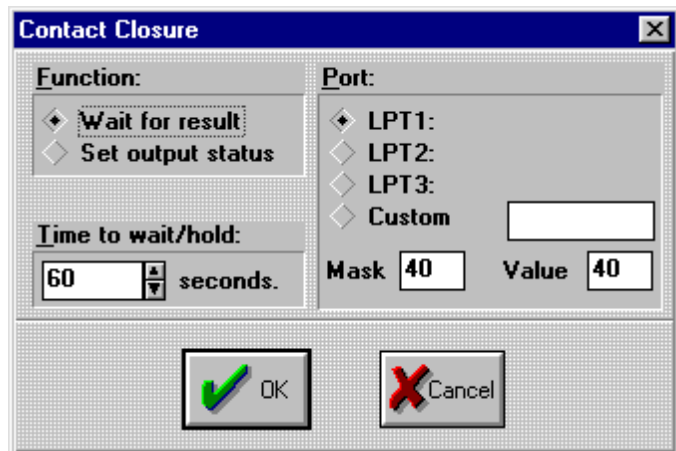 Contact Closure
Function:
Wait for result
Set output status
Time to wait/hold:
60 seconds.
Port:
LPT1:
LPT2:
LPT3:
Custom
Mask 40 Value 40
OK
Cancel